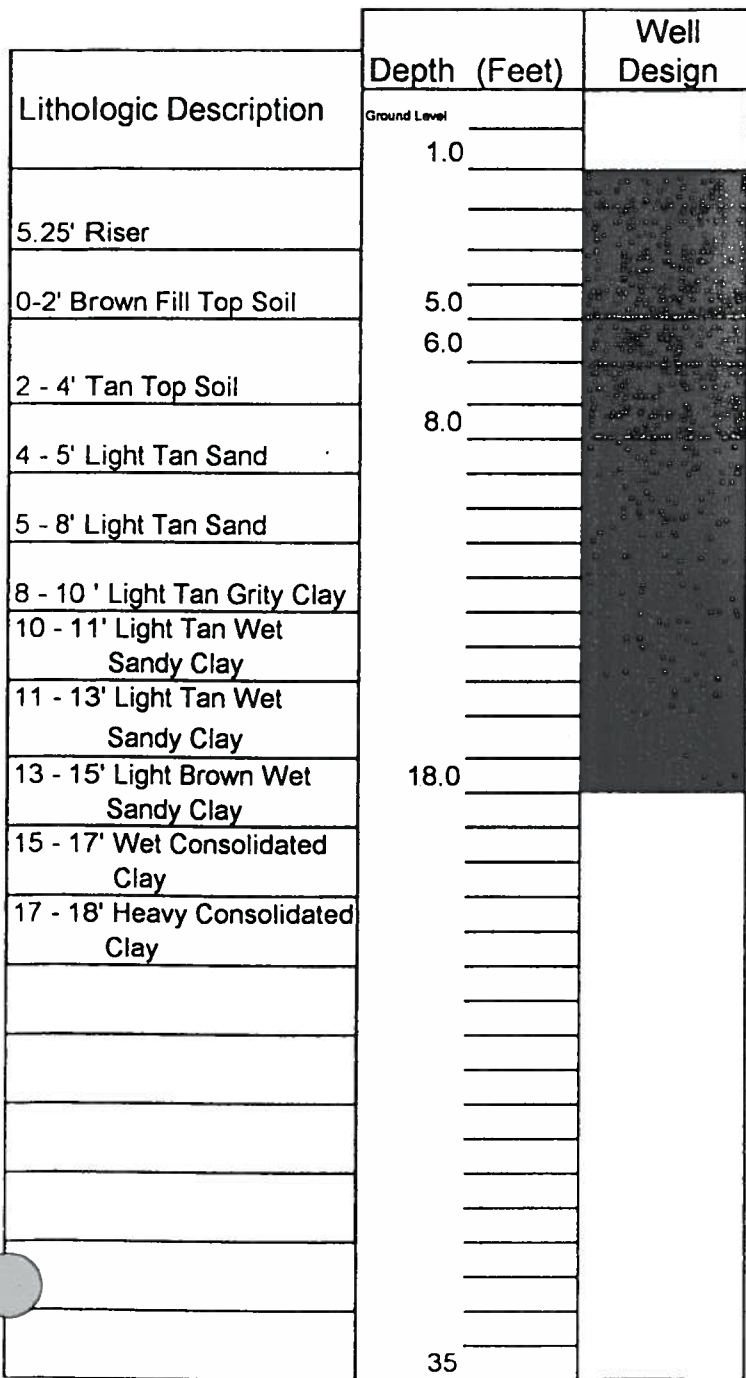 Well
Depth (Feet)
Design
Lithologic Description
Ground Level
1.0
5.25' Riser
0-2' Brown Fill Top Soil
5.0
6.0
2 - 4' Tan Top Soil
8.0
4 - 5' Light Tan Sand
5 - 8' Light Tan Sand
8 - 10 ' Light Tan Grity Clay
10 - 11' Light Tan Wet
Sandy Clay
11 - 13' Light Tan Wet
Sandy Clay
13 - 15' Light Brown Wet
Sandy Clay
18.0
15 - 17' Wet Consolidated
Clay
17 - 18' Heavy Consolidated
Clay
35